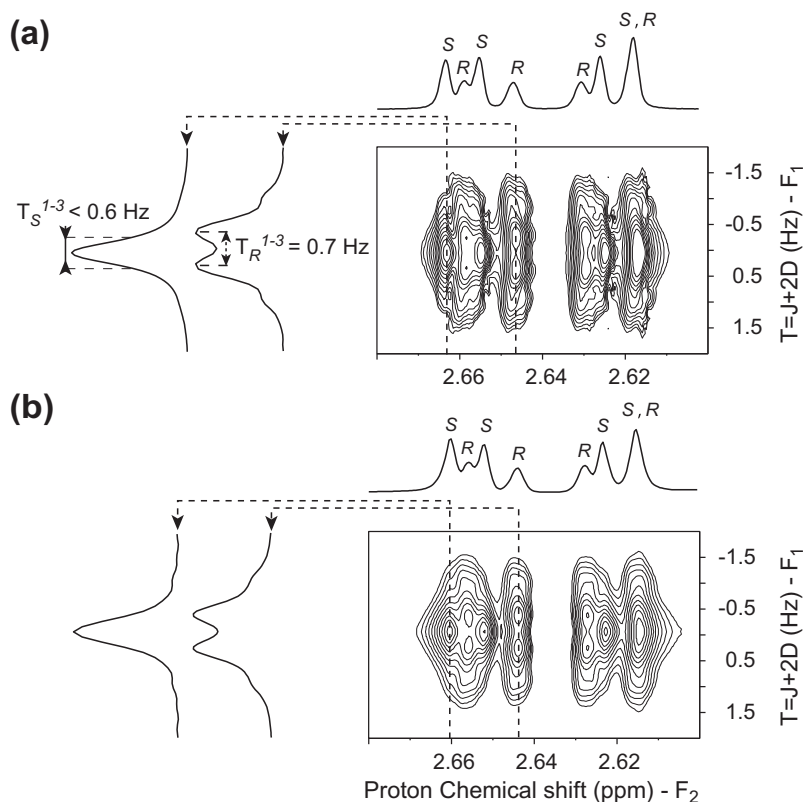 (a)
S
R
S
R
R
S
S , R
T_S^{1-3} < 0.6 Hz
T_R^{1-3} = 0.7 Hz
-1.5
-0.5
0.5
1.5
T=J+2D (Hz) - F₁
2.66 2.64 2.62
(b)
S
R
S
R
R
S
S , R
-1.5
-0.5
0.5
1.5
T=J+2D (Hz) - F₁
2.66 2.64 2.62
Proton Chemical shift (ppm) - F₂